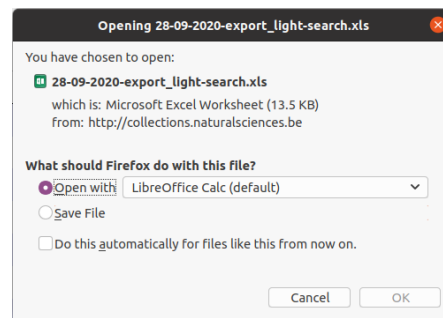 Opening 28-09-2020-export_light-search.xls
You have chosen to open:
28-09-2020-export_light-search.xls
which is: Microsoft Excel Worksheet (13.5 KB)
from: http://collections.naturalsciences.be
What should Firefox do with this file?
Open with LibreOffice Calc (default)
Save File
Do this automatically for files like this from now on.
Cancel OK